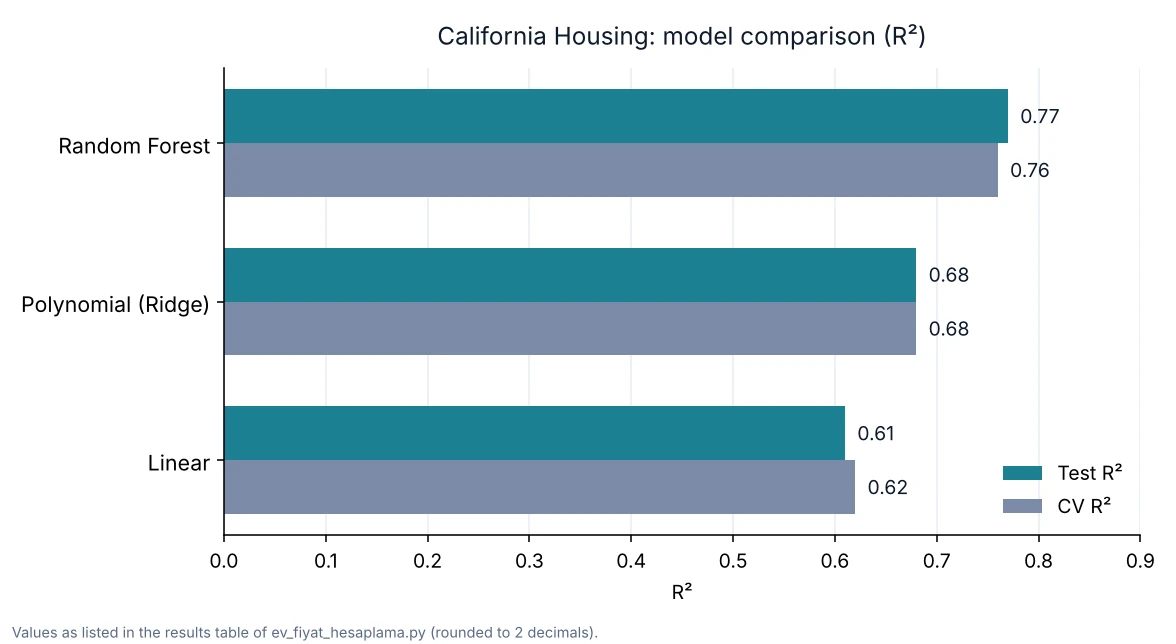 California Housing: model comparison (R²)
Random Forest
0.77
0.76
Polynomial (Ridge)
0.68
0.68
Linear
0.61
0.62
Test R²
CV R²
0.0 0.1 0.2 0.3 0.4 0.5 0.6 0.7 0.8 0.9
R²
Values as listed in the results table of ev_fiyat_hesaplama.py (rounded to 2 decimals).